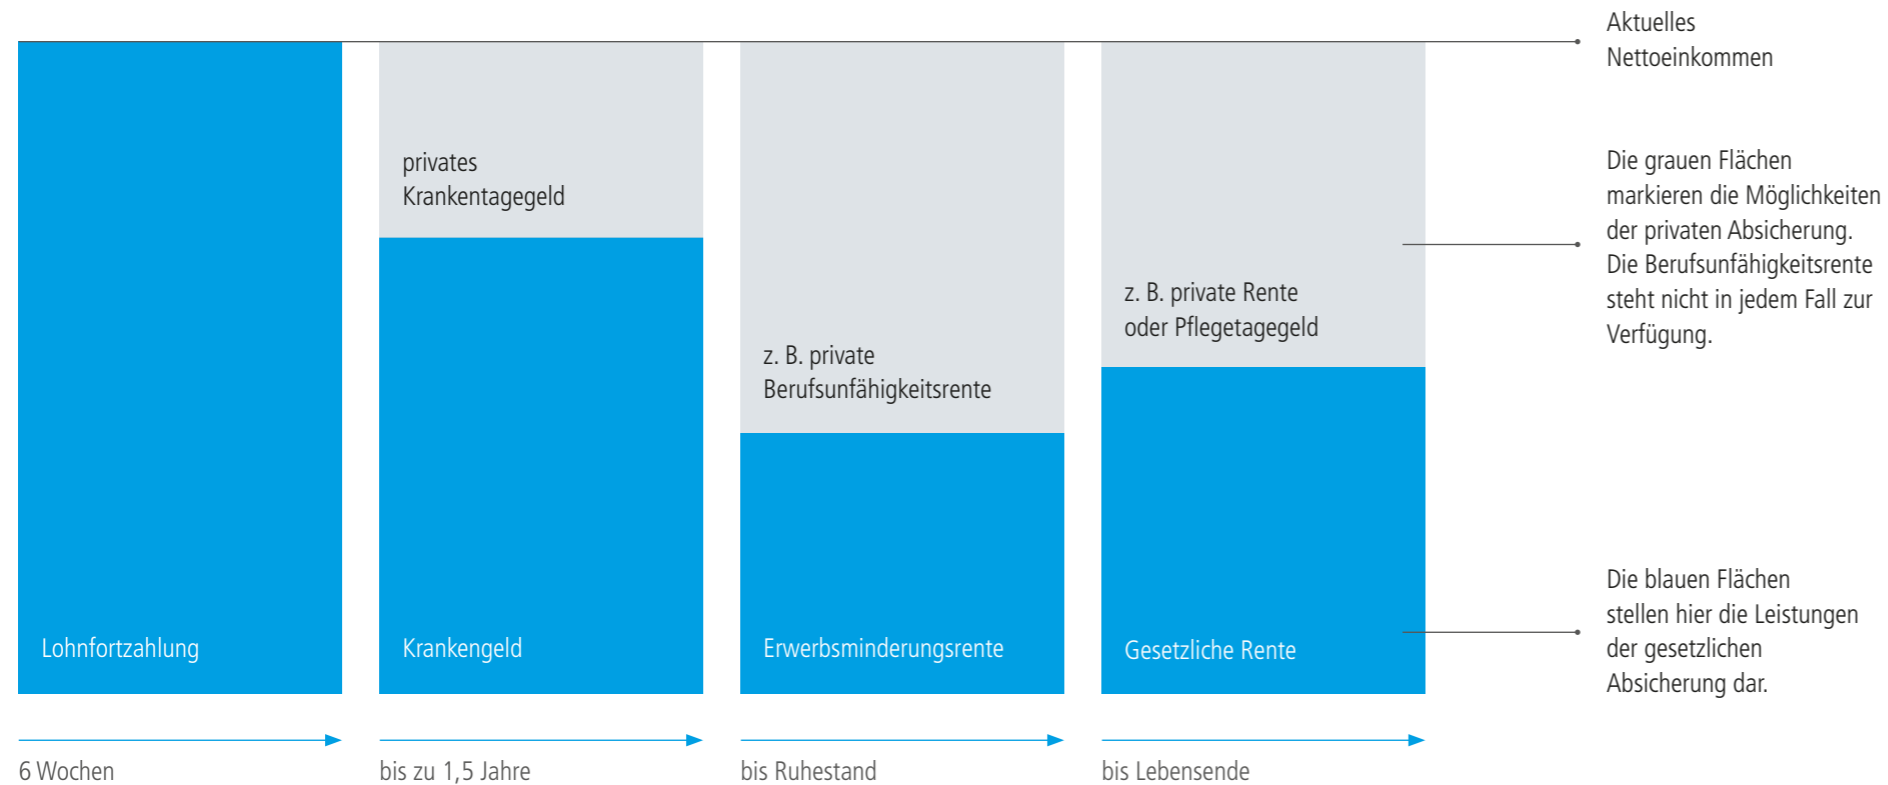 Aktuelles
Nettoeinkommen
privates
Krankentagegeld
Die grauen Flächen
markieren die Möglichkeiten
der privaten Absicherung.
Die Berufsunfähigkeitsrente
steht nicht in jedem Fall zur
Verfügung.
z. B. private Rente
oder Pflegetagegeld
z. B. private
Berufsunfähigkeitsrente
Die blauen Flächen
stellen hier die Leistungen
der gesetzlichen
Absicherung dar.
Lohnfortzahlung
Krankengeld
Erwerbsminderungsrente
Gesetzliche Rente
6 Wochen
bis zu 1,5 Jahre
bis Ruhestand
bis Lebensende